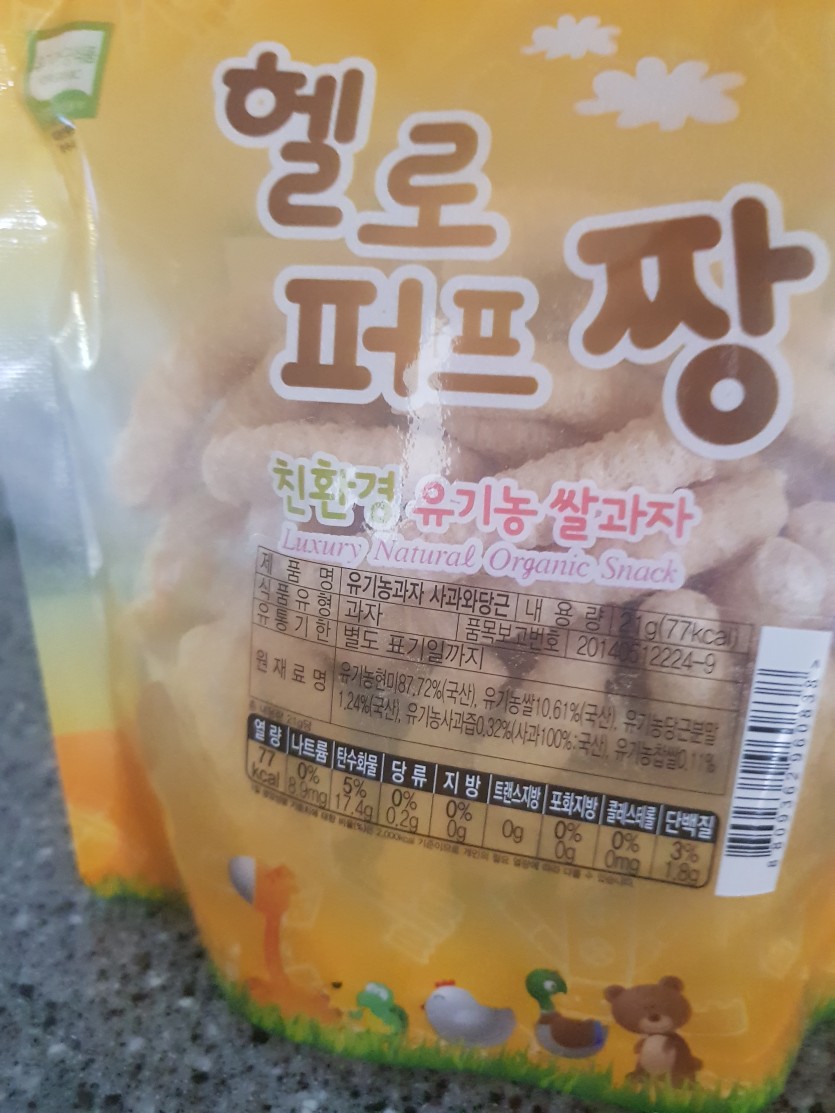 헬로
퍼프 짱
친환경 유기농 쌀과자
Luxury Natural Organic Snack
제 품 명 유기농과자 사과와당근 내 용 량 21g(77kcal)
식품유형 과자 품목보고번호 20140512224-9
유통기한 별도 표기일까지
원 재 료 명 유기농현미87.72%(국산), 유기농쌀10.61%(국산), 유기농당근분말
1.24%(국산), 유기농사과즙0.32%(사과100%:국산), 유기농찹쌀0.11%
열량 나트륨 탄수화물 당류 지방 트랜스지방 포화지방 콜레스테롤 단백질
77 0% 5% 0% 0% 0g 0% 0% 3%
kcal 8.9mg 17.4g 0.2g 0g 0g 0mg 1.8g